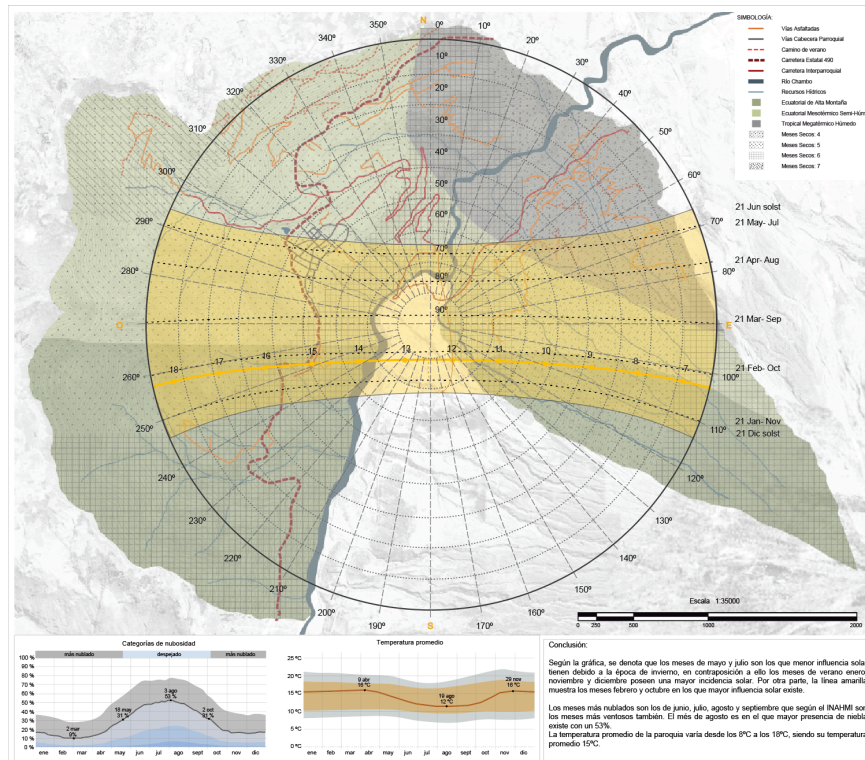 SIMBOLOGÍA:
Vías Asfaltadas
Vías Cabecera Parroquial
Camino de verano
Carretera Estatal 490
Carretera Interparroquial
Río Chambo
Recursos Hídricos
Ecuatorial de Alta Montaña
Ecuatorial Mesotérmico Semi-Húm
Tropical Megatérmico Húmedo
Meses Secos: 4
Meses Secos: 5
Meses Secos: 6
Meses Secos: 7
N
0º
10º
20º
30º
40º
50º
60º
70º
80º
E
100º
110º
120º
130º
140º
150º
160º
170º
S
190º
200º
210º
220º
230º
240º
250º
260º
O
280º
290º
300º
310º
320º
330º
340º
350º
10º
20º
30º
40º
50º
60º
70º
80º
90º
21 Jun solst
21 May- Jul
21 Apr- Aug
21 Mar- Sep
21 Feb- Oct
21 Jan- Nov
21 Dic solst
18 17 16 15 14 13 12 11 10 9 8 7
Escala 1:35000
0 250 500 1000 2000
Categorías de nubosidad
más nublado despejado más nublado
100 %
90 %
80 %
70 %
60 %
50 %
40 %
30 %
20 %
10 %
0 %
2 mar
9%
18 may
31 %
3 ago
53 %
2 oct
31 %
ene feb mar abr may jun jul ago sept oct nov dic
Temperatura promedio
25 ºC
20 ºC
15 ºC
10 ºC
5 ºC
0 ºC
9 abr
16 ºC
19 ago
12 ºC
29 nov
16 ºC
ene feb mar abr may jun jul ago sept oct nov dic
Conclusión:
Según la gráfica, se denota que los meses de mayo y julio son los que menor influencia sola
tienen debido a la época de invierno, en contraposición a ello los meses de verano enero
noviembre y diciembre poseen una mayor incidencia solar. Por otra parte, la línea amarilla
muestra los meses febrero y octubre en los que mayor influencia solar existe.
Los meses más nublados son los de junio, julio, agosto y septiembre que según el INAHMI son
los meses más ventosos también. El més de agosto es en el que mayor presencia de niebla
existe con un 53%.
La temperatura promedio de la parroquia varía desde los 8ºC a los 18ºC, siendo su temperatura
promedio 15ºC.